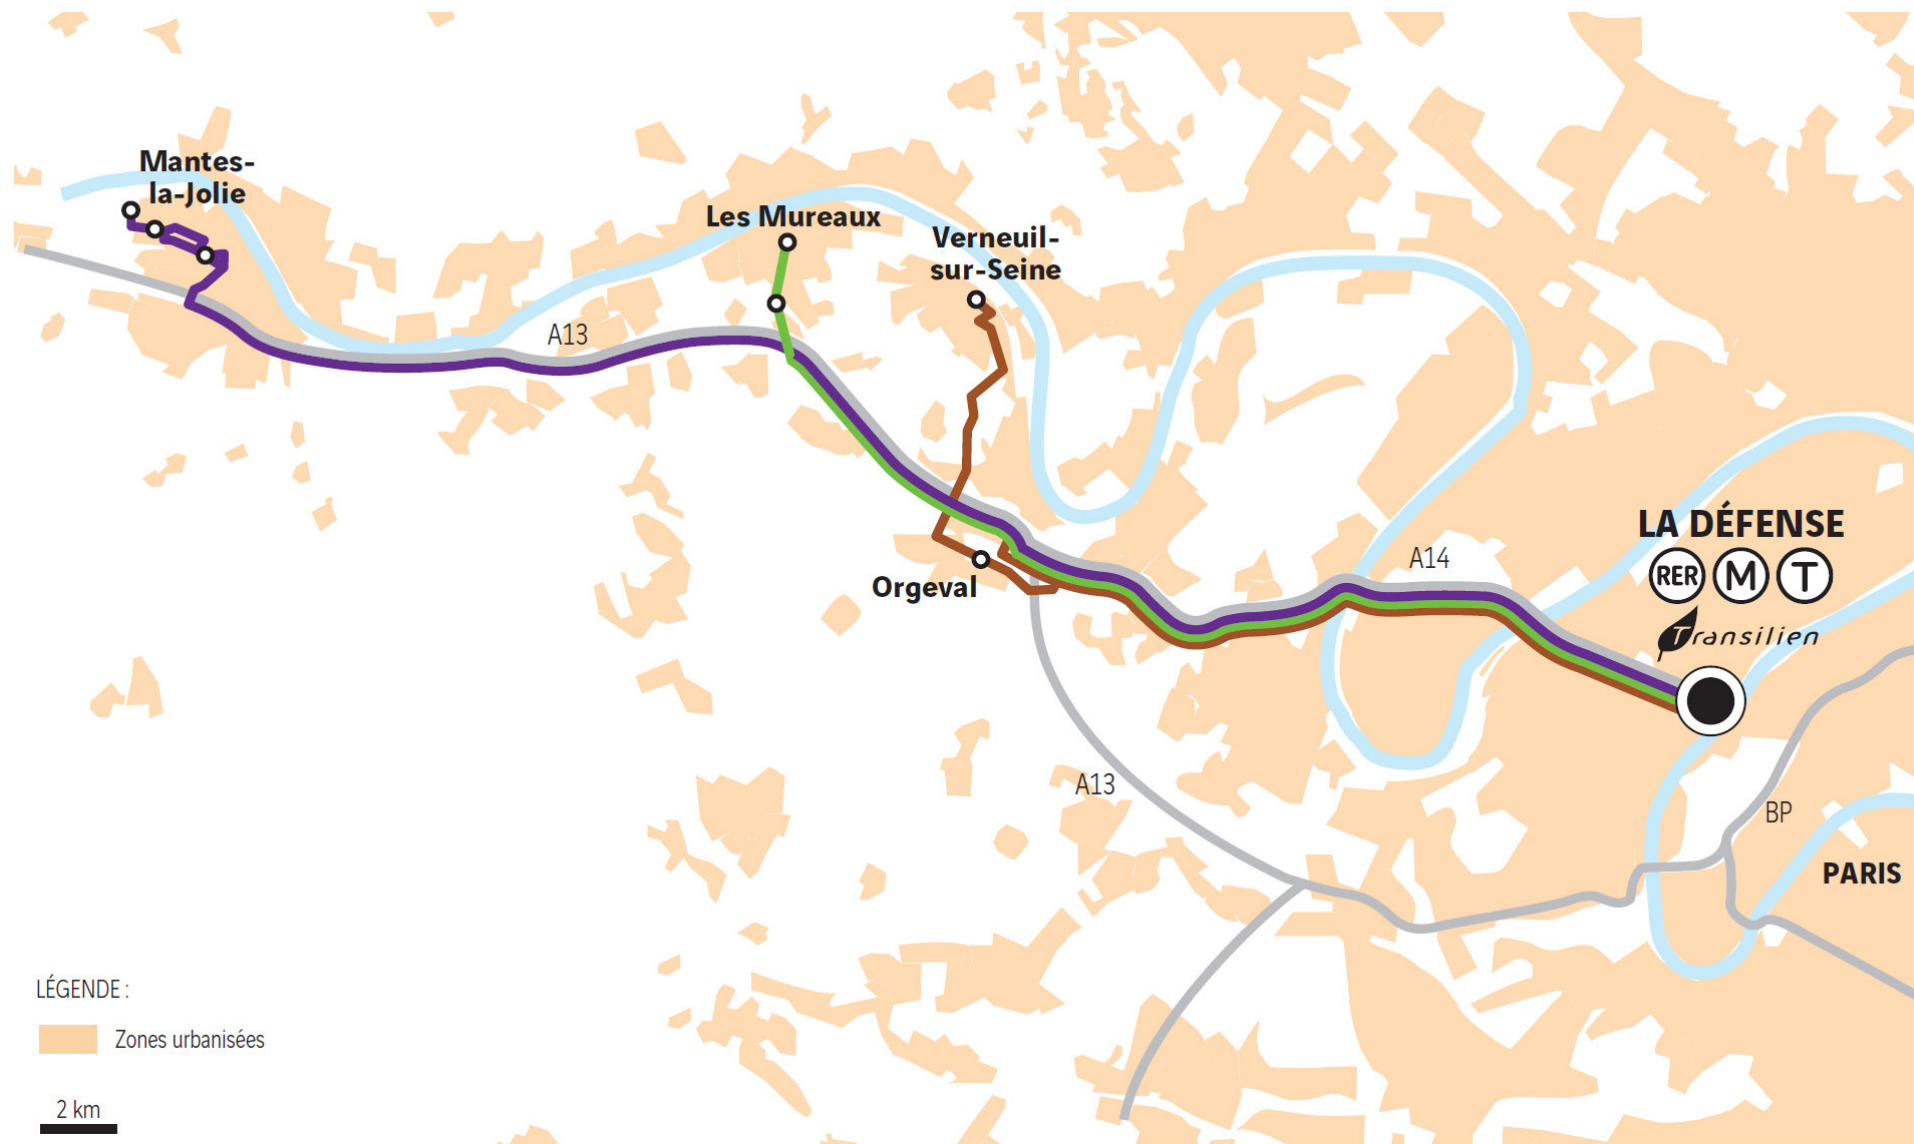 Mantes-
la-Jolie
Les Mureaux
Verneuil-
sur-Seine
A13
LA DÉFENSE
RER M T
Transilien
A14
Orgeval
A13
BP
PARIS
LÉGENDE :
Zones urbanisées
2 km